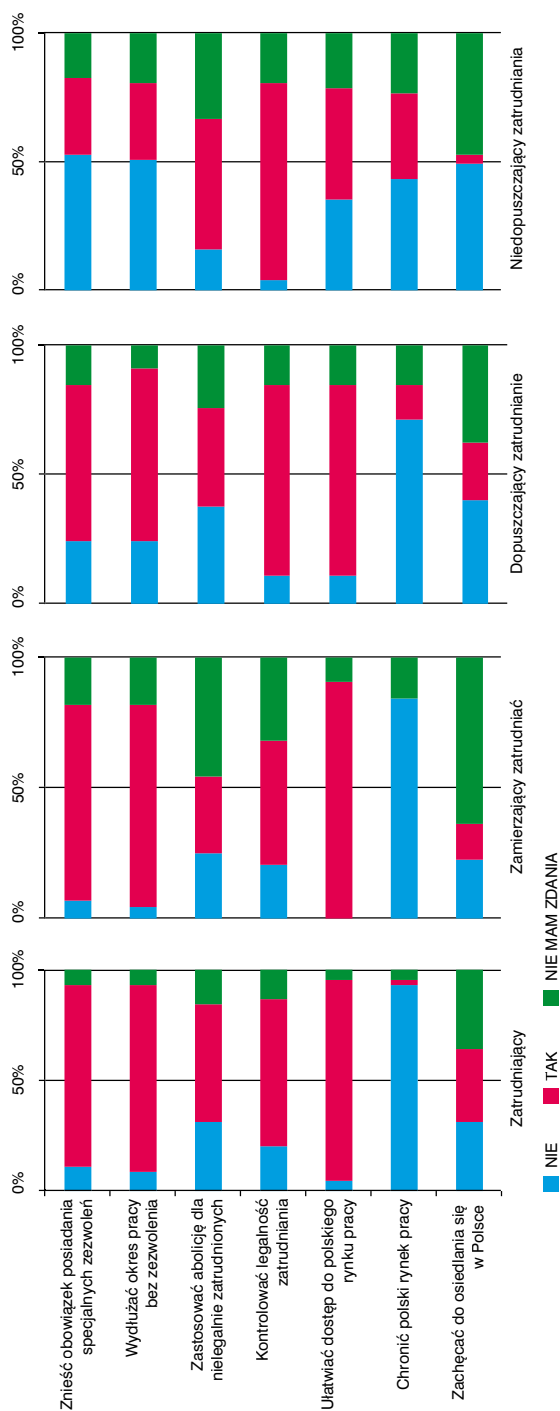 Znieść obowiązek posiadania
specjalnych zezwoleń
Wydłużać okres pracy
bez zezwolenia
Zastosować abolicję dla
nielegalnie zatrudnionych
Kontrolować legalność
zatrudniania
Ułatwiać dostęp do polskiego
rynku pracy
Chronić polski rynek pracy
Zachęcać do osiedlania się
w Polsce
0%
50%
100%
Zatrudniający
0%
50%
100%
Zamierzający zatrudniać
0%
50%
100%
Dopuszczający zatrudnianie
0%
50%
100%
Niedopuszczający zatrudniania
NIE
TAK
NIE MAM ZDANIA